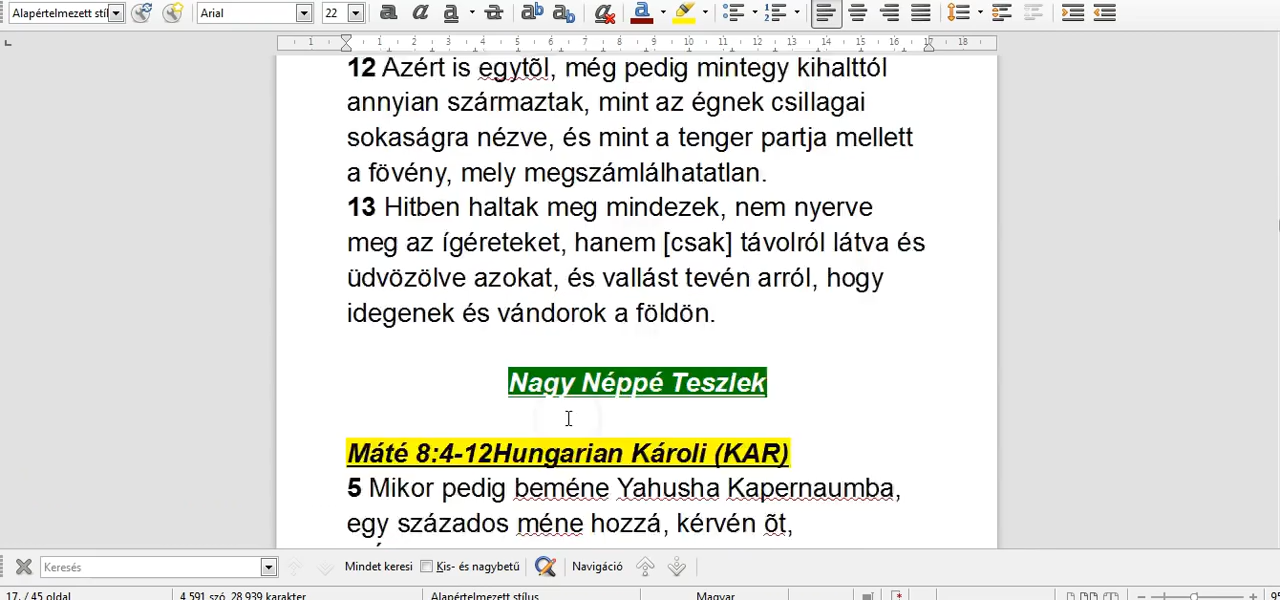 Alapértelmezett stíl Arial 22
1 1 2 3 4 5 6 7 8 9 10 11 12 13 14 15 16 17 18
12 Azért is egytõl, még pedig mintegy kihalttól
annyian származtak, mint az égnek csillagai
sokaságra nézve, és mint a tenger partja mellett
a fövény, mely megszámlálhatatlan.
13 Hitben haltak meg mindezek, nem nyerve
meg az ígéreteket, hanem [csak] távolról látva és
üdvözölve azokat, és vallást tevén arról, hogy
idegenek és vándorok a földön.
Nagy Néppé Teszlek
Máté 8:4-12Hungarian Károli (KAR)
5 Mikor pedig beméne Yahusha Kapernaumba,
egy százados méne hozzá, kérvén õt,
Keresés Mindet keresi Kis- és nagybetű Navigáció
17. / 45 oldal 4 591 szó, 28 939 karakter Alapértelmezett stílus Magyar